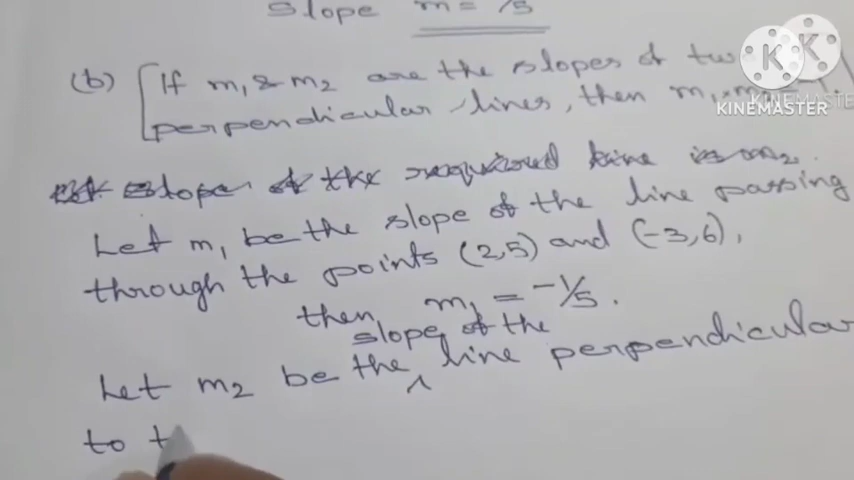 slope m = /5
(b) [If m₁ & m₂ are the slopes of tw
perpendicular lines, then m₁
slope of the required line is m₂.
Let m₁ be the slope of the line passing
through the points (2,5) and (-3,6),
then, m₁ = -1/5.
slope of the
Let m₂ be the ^ line perpendicular
to t
K
KINEMASTER
K
KINEMASTER